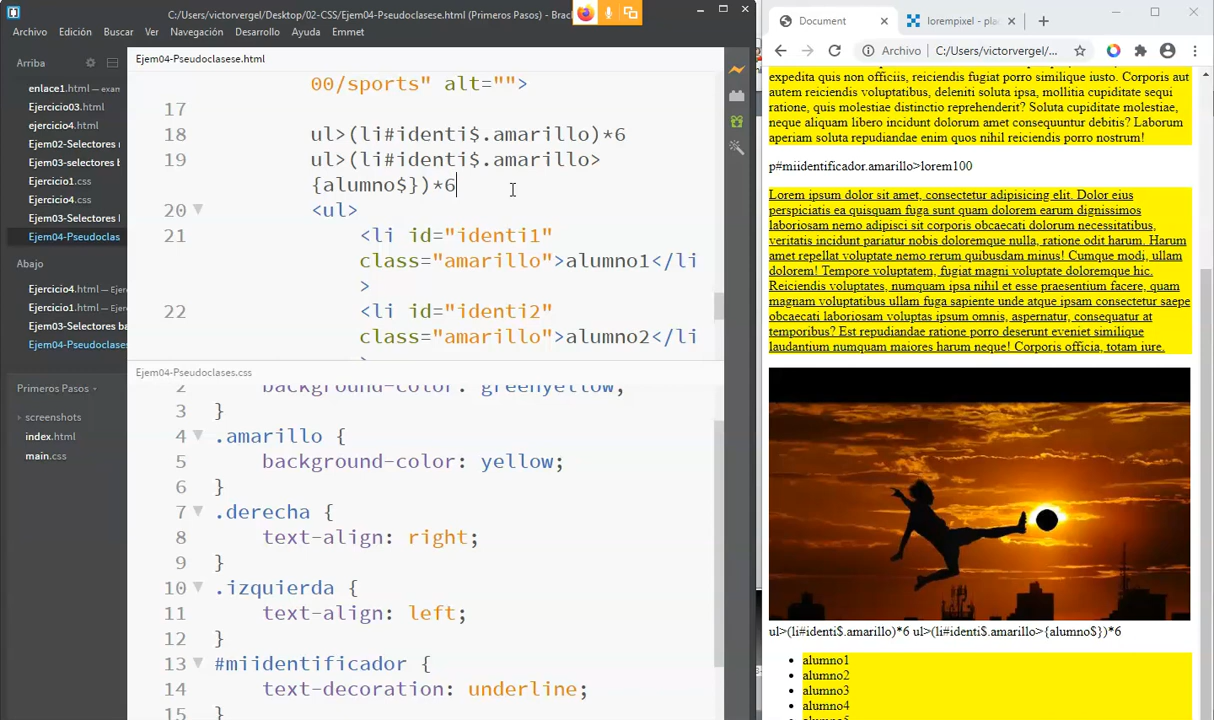 C:/Users/victorvergel/Desktop/02-CSS/Ejem04-Pseudoclasese.html (Primeros Pasos) - Brac
Archivo Edición Buscar Ver Navegación Desarrollo Ayuda Emmet
Arriba
enlace1.html — exam
Ejercicio03.html
ejercicio4.html
Ejem02-Selectores
Ejem03-selectores b
Ejercicio1.css
Ejercicio4.css
Ejem03-Selectores b
Ejem04-Pseudoclas
Abajo
Ejercicio4.html — Ejerc
Ejercicio1.html — Ejerc
Ejem03-Selectores ba
Ejem04-Pseudoclases
Primeros Pasos
screenshots
index.html
main.css
Ejem04-Pseudoclasese.html
00/sports" alt="">
17
18 ul>(li#identi$.amarillo)*6
19 ul>(li#identi$.amarillo>
{alumno$})*6
20 <ul>
21 <li id="identi1"
class="amarillo">alumno1</li
>
22 <li id="identi2"
class="amarillo">alumno2</li
>
Ejem04-Pseudoclases.css
2 background-color: greenyellow;
3 }
4 .amarillo {
5 background-color: yellow;
6 }
7 .derecha {
8 text-align: right;
9 }
10 .izquierda {
11 text-align: left;
12 }
13 #miidentificador {
14 text-decoration: underline;
15 }
Document
lorempixel - pla
Archivo C:/Users/victorvergel/...
expedita quis non officiis, reiciendis fugiat porro similique iusto. Corporis aut
autem reiciendis voluptatibus, deleniti soluta ipsa, mollitia cupiditate sequi
ratione, quis molestiae distinctio reprehenderit? Soluta cupiditate molestiae,
neque aliquam libero dolorum dolorem amet consequuntur debitis? Laborum
aperiam soluta repudiandae enim quos nihil reiciendis porro nostrum!
p#miidentificador.amarillo>lorem100
Lorem ipsum dolor sit amet, consectetur adipisicing elit. Dolor eius
perspiciatis ea quisquam fuga sunt quam dolorem earum dignissimos
laboriosam nemo adipisci sit corporis obcaecati dolorum necessitatibus,
veritatis incidunt pariatur nobis doloremque nulla, ratione odit harum. Harum
amet repellat voluptate nemo rerum quibusdam minus! Cumque modi, ullam
dolorem! Tempore voluptatem, fugiat magni voluptate doloremque hic.
Reiciendis voluptates, numquam ipsa nihil et esse praesentium facere, quam
magnam voluptatibus ullam fuga sapiente unde atque ipsam consectetur saepe
obcaecati laboriosam voluptas ipsum omnis, aspernatur, consequatur at
temporibus? Est repudiandae ratione porro deserunt eveniet similique
laudantium numquam maiores harum neque! Corporis officia, totam iure.
ul>(li#identi$.amarillo)*6 ul>(li#identi$.amarillo>{alumno$})*6
alumno1
alumno2
alumno3
alumno4